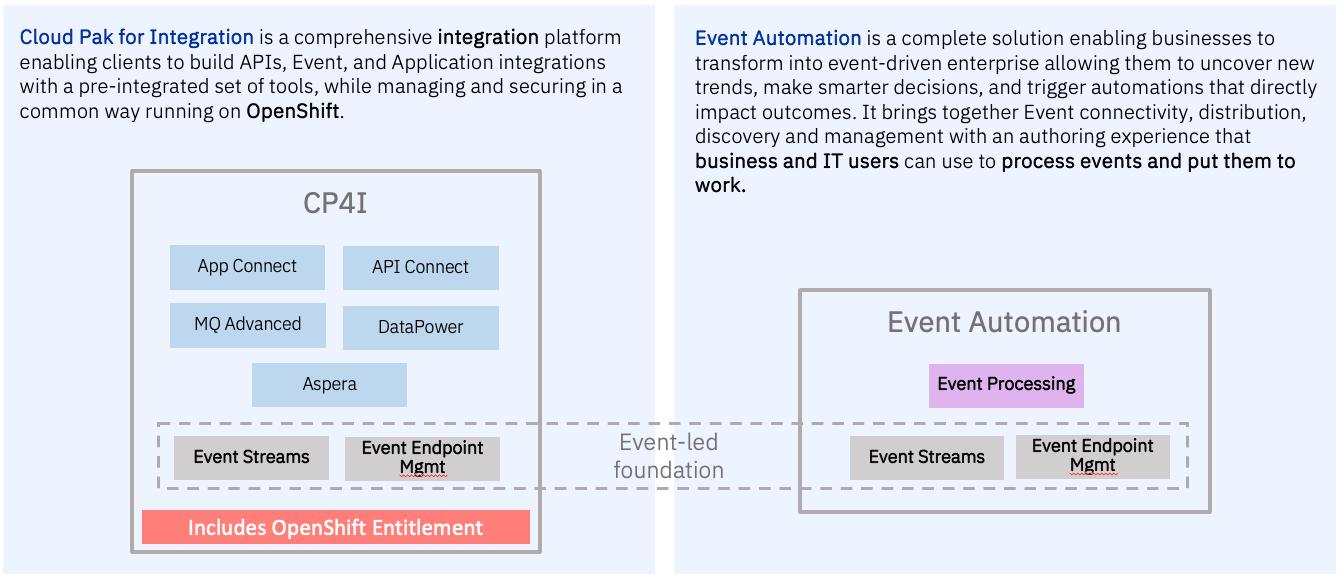 Cloud Pak for Integration is a comprehensive integration platform
enabling clients to build APIs, Event, and Application integrations
with a pre-integrated set of tools, while managing and securing in a
common way running on OpenShift.
CP4I
App Connect
API Connect
MQ Advanced
DataPower
Aspera
Event Streams
Event Endpoint
Mgmt
Includes OpenShift Entitlement
Event-led
foundation
Event Automation is a complete solution enabling businesses to
transform into event-driven enterprise allowing them to uncover new
trends, make smarter decisions, and trigger automations that directly
impact outcomes. It brings together Event connectivity, distribution,
discovery and management with an authoring experience that
business and IT users can use to process events and put them to
work.
Event Automation
Event Processing
Event Streams
Event Endpoint
Mgmt